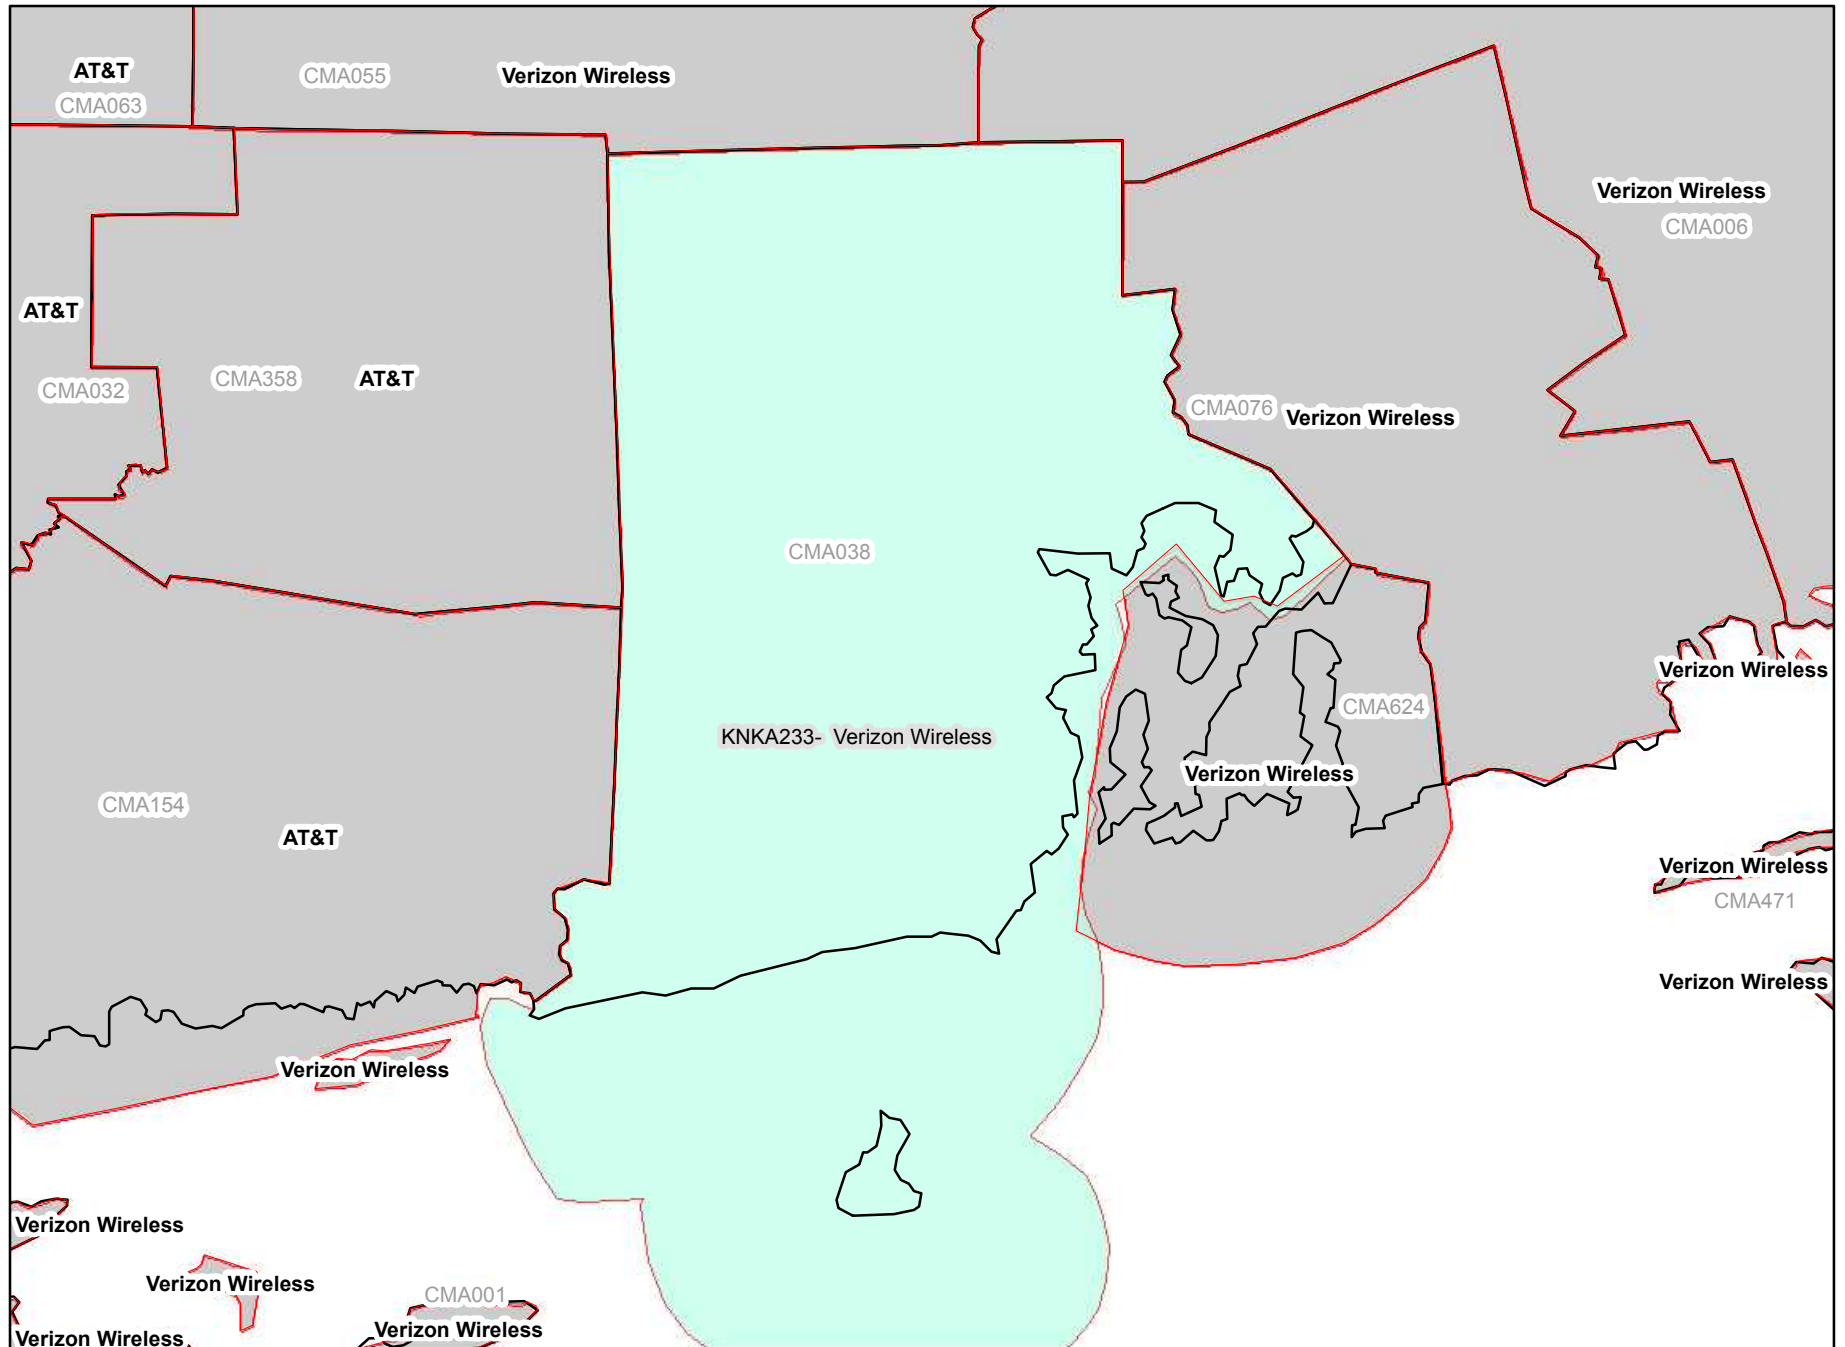 AT&T
CMA063
CMA055
Verizon Wireless
Verizon Wireless
CMA006
AT&T
CMA032
CMA358
AT&T
CMA076
Verizon Wireless
CMA038
Verizon Wireless
CMA624
KNKA233- Verizon Wireless
Verizon Wireless
CMA154
AT&T
Verizon Wireless
CMA471
Verizon Wireless
Verizon Wireless
Verizon Wireless
Verizon Wireless
CMA001
Verizon Wireless
Verizon Wireless